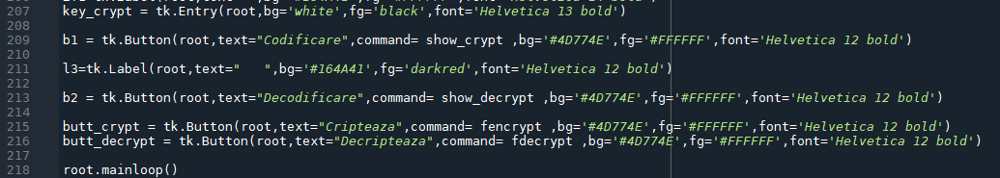 207 key_crypt = tk.Entry(root,bg='white',fg='black',font='Helvetica 13 bold')
208
209 b1 = tk.Button(root,text="Codificare",command= show_crypt ,bg='#4D774E',fg='#FFFFFF',font='Helvetica 12 bold')
210
211 l3=tk.Label(root,text="   ",bg='#164A41',fg='darkred',font='Helvetica 12 bold')
212
213 b2 = tk.Button(root,text="Decodificare",command= show_decrypt ,bg='#4D774E',fg='#FFFFFF',font='Helvetica 12 bold')
214
215 butt_crypt = tk.Button(root,text="Cripteaza",command= fencrypt ,bg='#4D774E',fg='#FFFFFF',font='Helvetica 12 bold')
216 butt_decrypt = tk.Button(root,text="Decripteaza",command= fdecrypt ,bg='#4D774E',fg='#FFFFFF',font='Helvetica 12 bold')
217
218 root.mainloop()